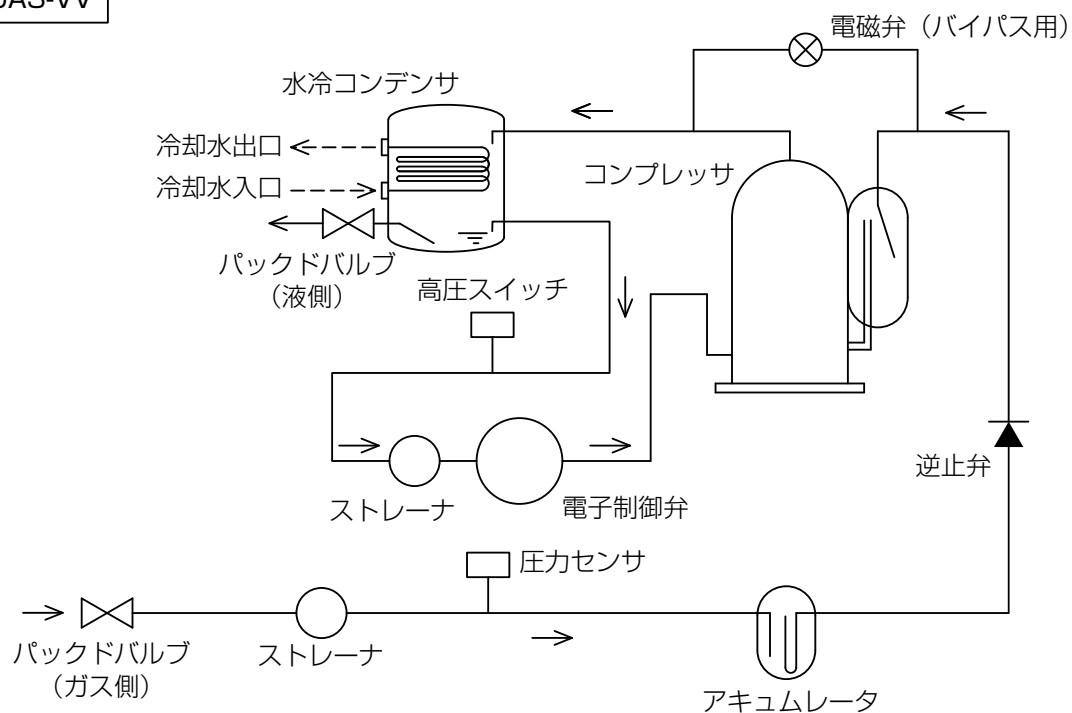 電磁弁（バイパス用）
水冷コンデンサ
冷却水出口
コンプレッサ
冷却水入口
パックドバルブ
（液側）
高圧スイッチ
逆止弁
ストレーナ
電子制御弁
圧力センサ
パックドバルブ
（ガス側）
ストレーナ
アキュムレータ